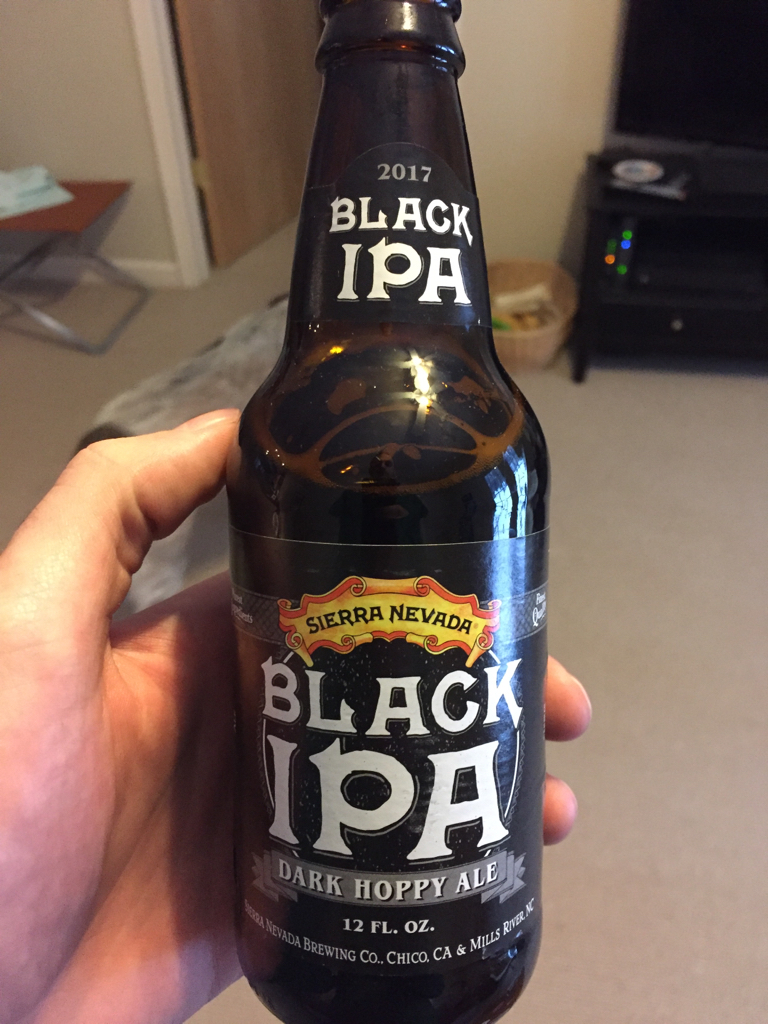 2017
BLACK
IPA
SIERRA NEVADA
BLACK
IPA
DARK HOPPY ALE
12 FL. OZ.
SIERRA NEVADA BREWING CO., CHICO, CA & MILLS RIVER, NC